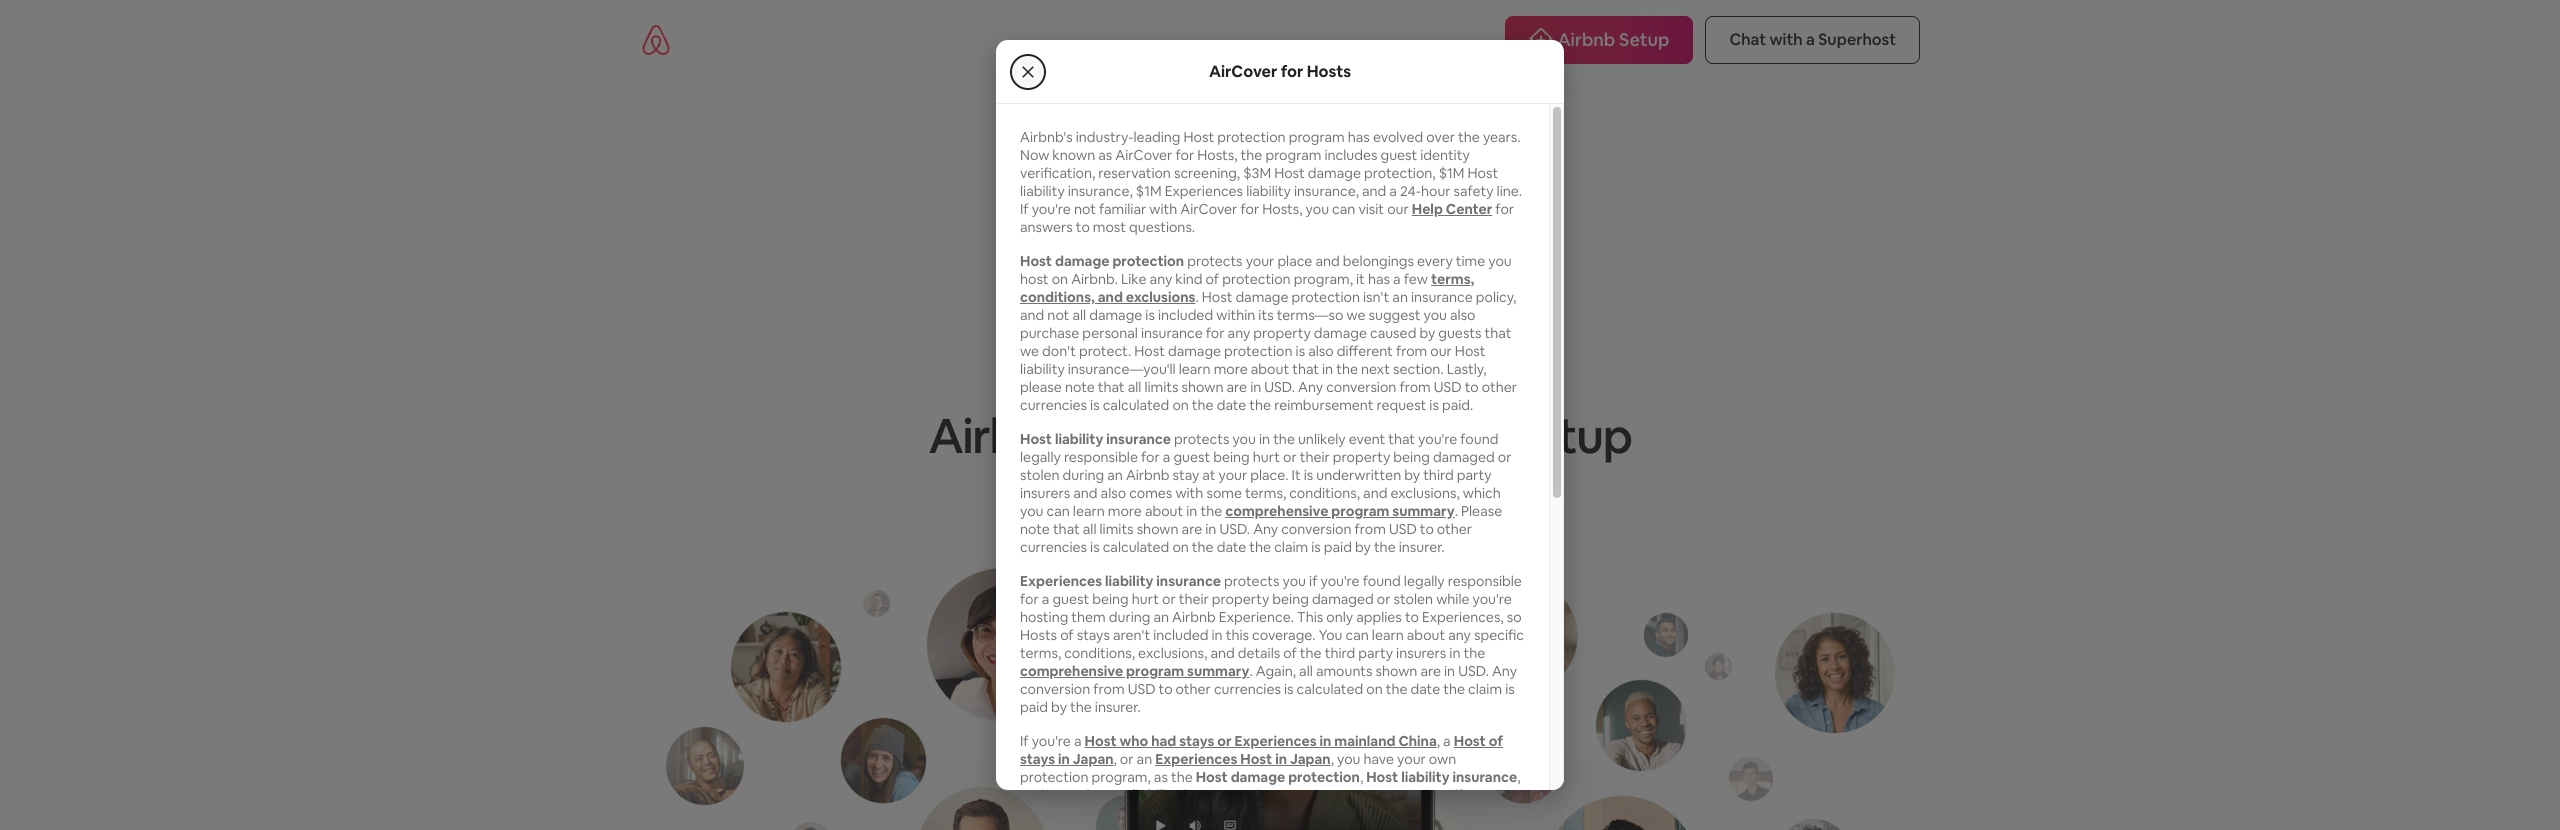 Airbnb Setup
Chat with a Superhost
AirCover for Hosts
Airbnb's industry-leading Host protection program has evolved over the years.
Now known as AirCover for Hosts, the program includes guest identity
verification, reservation screening, $3M Host damage protection, $1M Host
liability insurance, $1M Experiences liability insurance, and a 24-hour safety line.
If you're not familiar with AirCover for Hosts, you can visit our Help Center for
answers to most questions.
Host damage protection protects your place and belongings every time you
host on Airbnb. Like any kind of protection program, it has a few terms,
conditions, and exclusions. Host damage protection isn't an insurance policy,
and not all damage is included within its terms—so we suggest you also
purchase personal insurance for any property damage caused by guests that
we don't protect. Host damage protection is also different from our Host
liability insurance—you'll learn more about that in the next section. Lastly,
please note that all limits shown are in USD. Any conversion from USD to other
currencies is calculated on the date the reimbursement request is paid.
Host liability insurance protects you in the unlikely event that you're found
legally responsible for a guest being hurt or their property being damaged or
stolen during an Airbnb stay at your place. It is underwritten by third party
insurers and also comes with some terms, conditions, and exclusions, which
you can learn more about in the comprehensive program summary. Please
note that all limits shown are in USD. Any conversion from USD to other
currencies is calculated on the date the claim is paid by the insurer.
Experiences liability insurance protects you if you're found legally responsible
for a guest being hurt or their property being damaged or stolen while you're
hosting them during an Airbnb Experience. This only applies to Experiences, so
Hosts of stays aren't included in this coverage. You can learn about any specific
terms, conditions, exclusions, and details of the third party insurers in the
comprehensive program summary. Again, all amounts shown are in USD. Any
conversion from USD to other currencies is calculated on the date the claim is
paid by the insurer.
If you're a Host who had stays or Experiences in mainland China, a Host of
stays in Japan, or an Experiences Host in Japan, you have your own
protection program, as the Host damage protection, Host liability insurance,